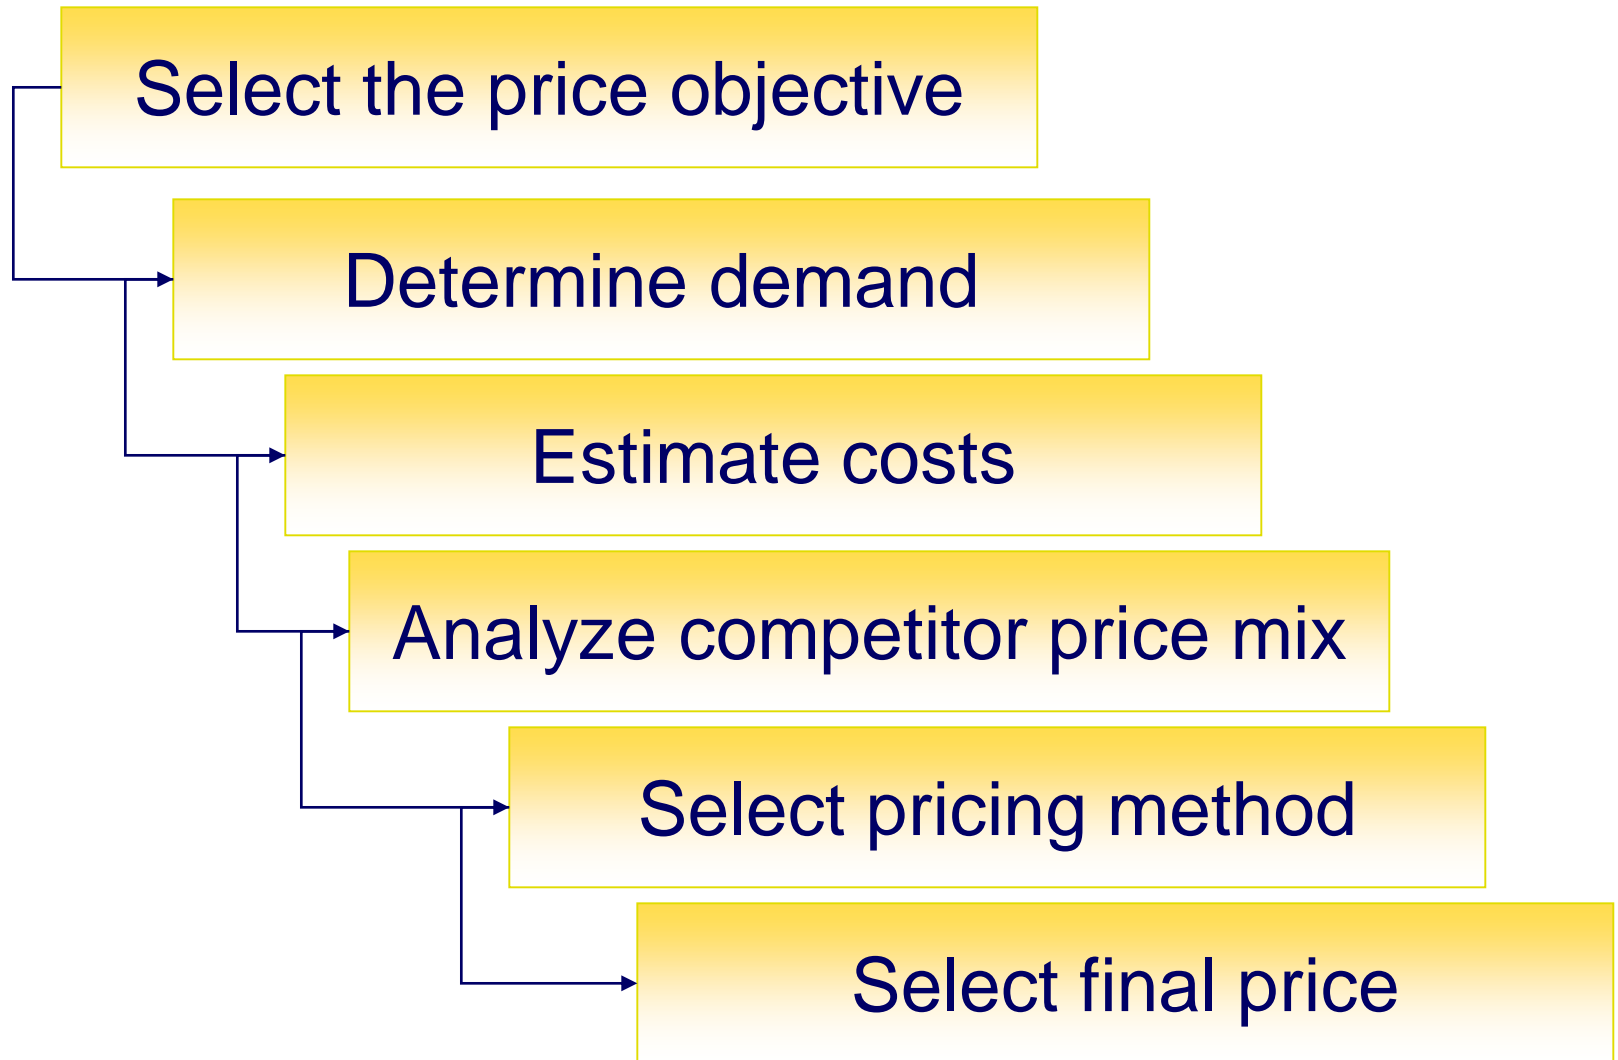 Select the price objective
Determine demand
Estimate costs
Analyze competitor price mix
Select pricing method
Select final price